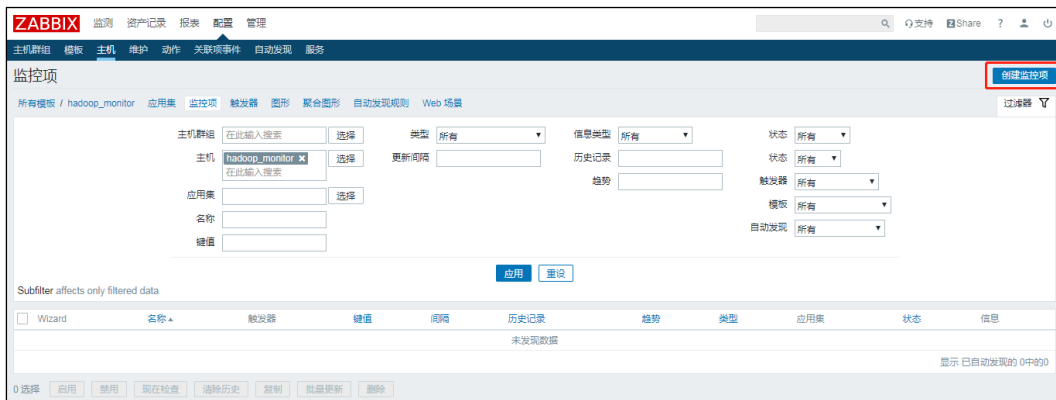 ZABBIX 监测 资产记录 报表 配置 管理 支持 Share ?
主机群组 模板 主机 维护 动作 关联项事件 自动发现 服务
监控项 创建监控项
所有模板 / hadoop_monitor 应用集 监控项 触发器 图形 聚合图形 自动发现规则 Web 场景 过滤器
主机群组 在此输入搜索 选择 类型 所有 信息类型 所有 状态 所有
主机 hadoop_monitor 选择 更新间隔 历史记录 状态 所有
在此输入搜索 趋势 触发器 所有
应用集 选择 模板 所有
名称 自动发现 所有
键值
应用 重设
Subfilter affects only filtered data
Wizard 名称 触发器 键值 间隔 历史记录 趋势 类型 应用集 状态 信息
未发现数据
显示 已自动发现的 0中的0
0 选择 启用 禁用 现在检查 清除历史 复制 批量更新 删除